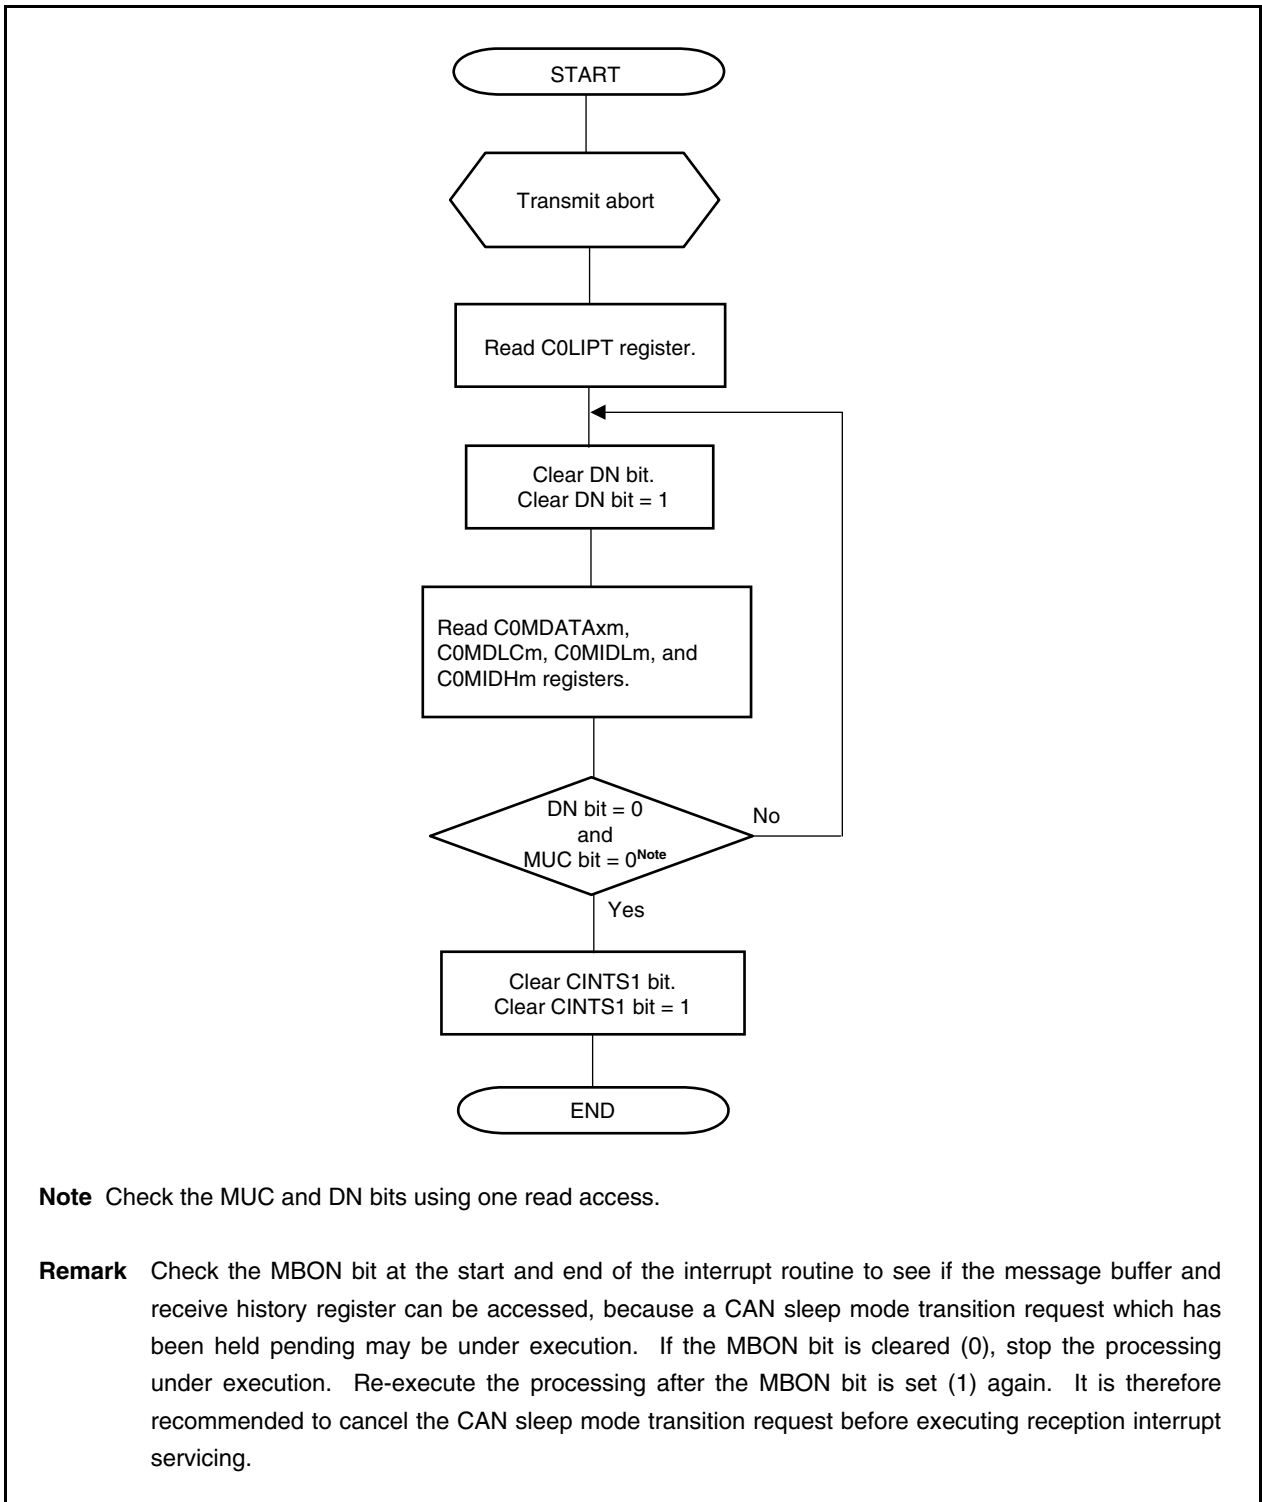 START
Transmit abort
Read C0LIPT register.
Clear DN bit.
Clear DN bit = 1
Read C0MDATAxm,
C0MDLCm, C0MIDLm, and
C0MIDHm registers.
DN bit = 0
and
MUC bit = 0Note
No
Yes
Clear CINTS1 bit.
Clear CINTS1 bit = 1
END
Note Check the MUC and DN bits using one read access.
Remark Check the MBON bit at the start and end of the interrupt routine to see if the message buffer and
receive history register can be accessed, because a CAN sleep mode transition request which has
been held pending may be under execution. If the MBON bit is cleared (0), stop the processing
under execution. Re-execute the processing after the MBON bit is set (1) again. It is therefore
recommended to cancel the CAN sleep mode transition request before executing reception interrupt
servicing.